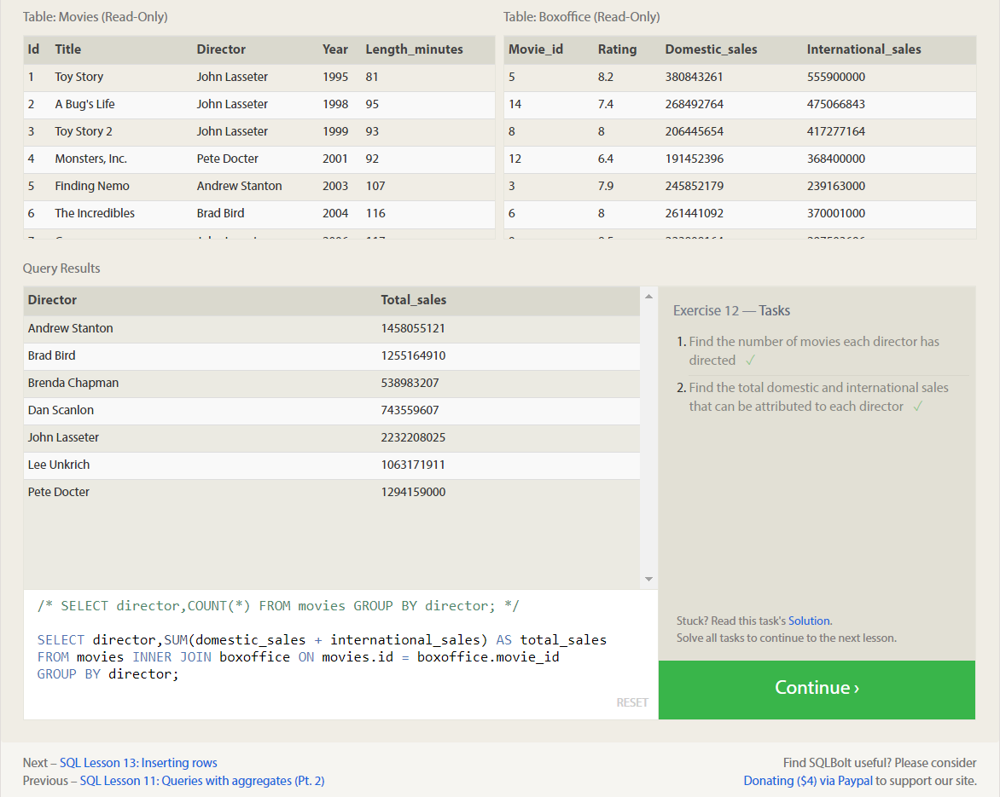 Table: Movies (Read-Only)
Id Title Director Year Length_minutes
1 Toy Story John Lasseter 1995 81
2 A Bug's Life John Lasseter 1998 95
3 Toy Story 2 John Lasseter 1999 93
4 Monsters, Inc. Pete Docter 2001 92
5 Finding Nemo Andrew Stanton 2003 107
6 The Incredibles Brad Bird 2004 116
Table: Boxoffice (Read-Only)
Movie_id Rating Domestic_sales International_sales
5 8.2 380843261 555900000
14 7.4 268492764 475066843
8 8 206445654 417277164
12 6.4 191452396 368400000
3 7.9 245852179 239163000
6 8 261441092 370001000
Query Results
Director Total_sales
Andrew Stanton 1458055121
Brad Bird 1255164910
Brenda Chapman 538983207
Dan Scanlon 743559607
John Lasseter 2232208025
Lee Unkrich 1063171911
Pete Docter 1294159000
/* SELECT director,COUNT(*) FROM movies GROUP BY director; */
SELECT director,SUM(domestic_sales + international_sales) AS total_sales
FROM movies INNER JOIN boxoffice ON movies.id = boxoffice.movie_id
GROUP BY director;
RESET
Exercise 12 — Tasks
1. Find the number of movies each director has
directed ✓
2. Find the total domestic and international sales
that can be attributed to each director ✓
Stuck? Read this task's Solution.
Solve all tasks to continue to the next lesson.
Continue ›
Next – SQL Lesson 13: Inserting rows
Previous – SQL Lesson 11: Queries with aggregates (Pt. 2)
Find SQLBolt useful? Please consider
Donating ($4) via Paypal to support our site.